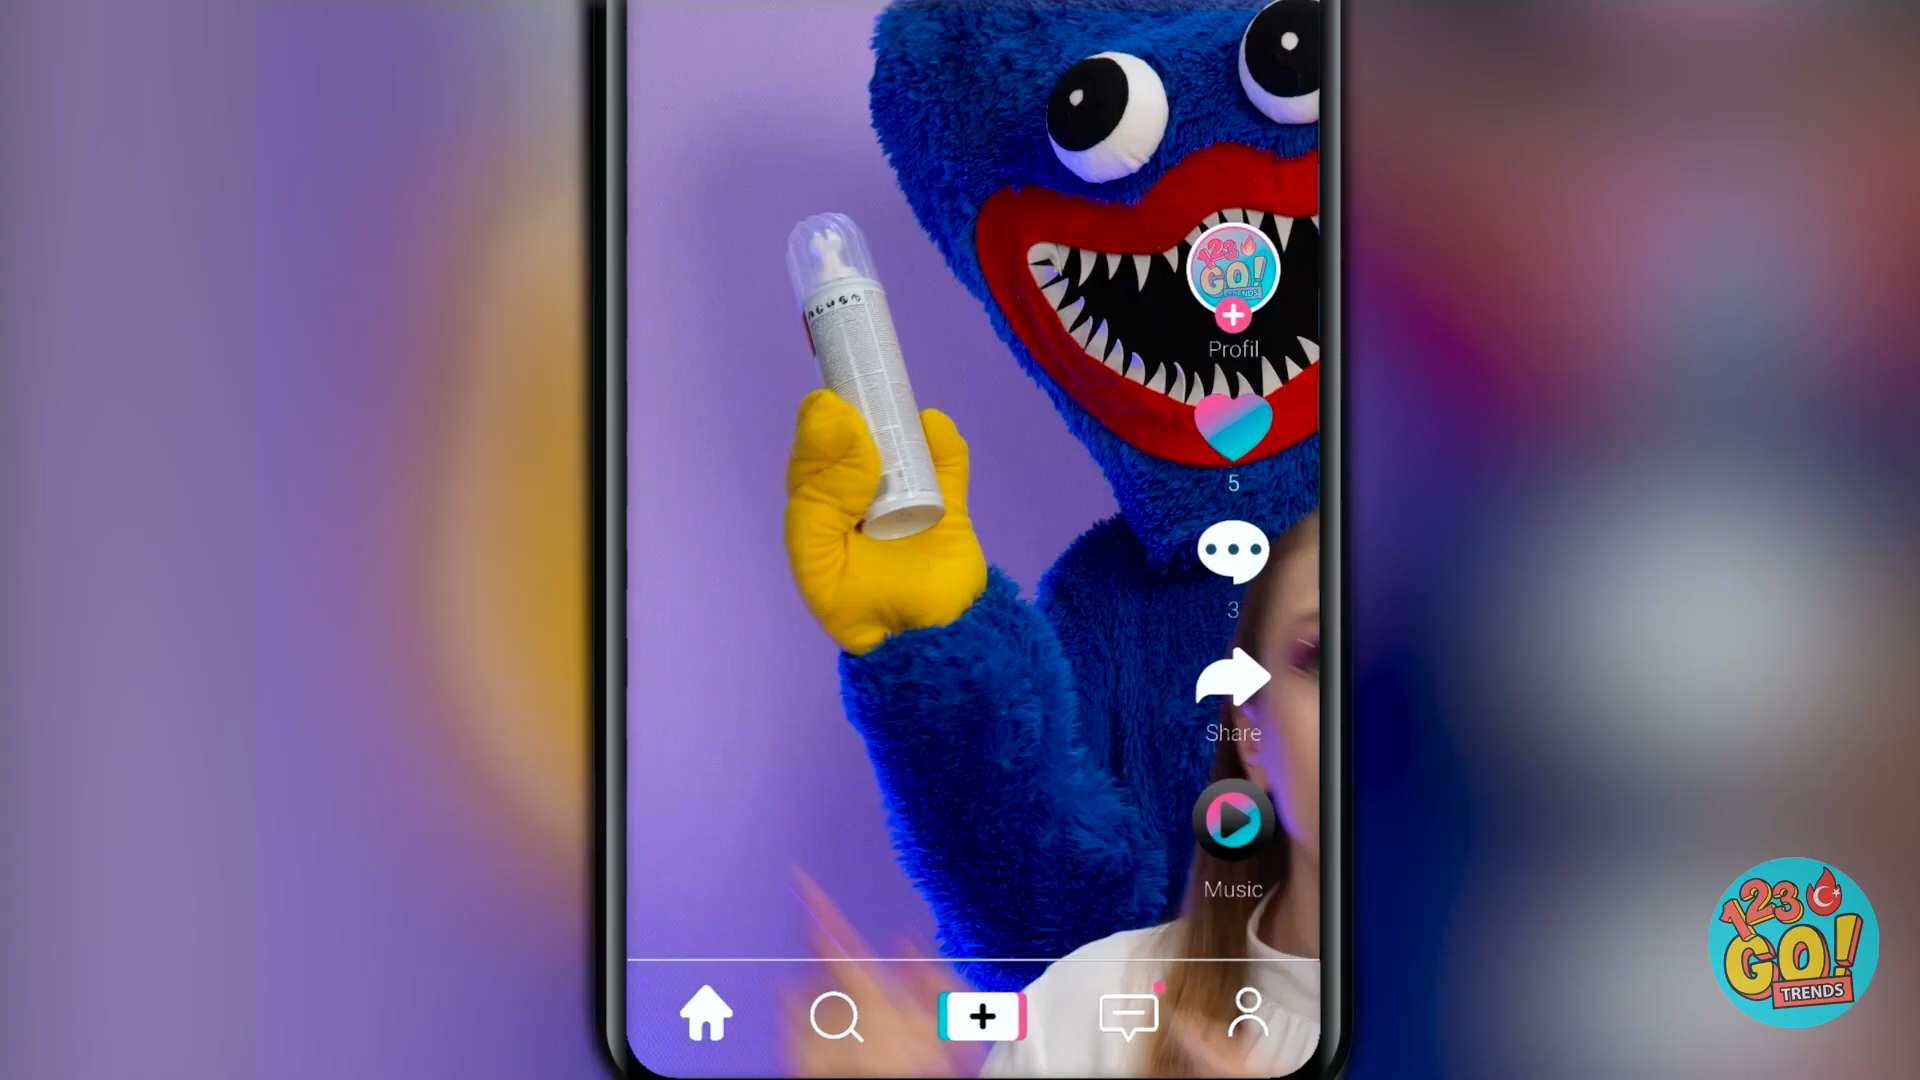 123
GO!
TRENDS
Profil
5
3
Share
Music
123
GO!
TRENDS